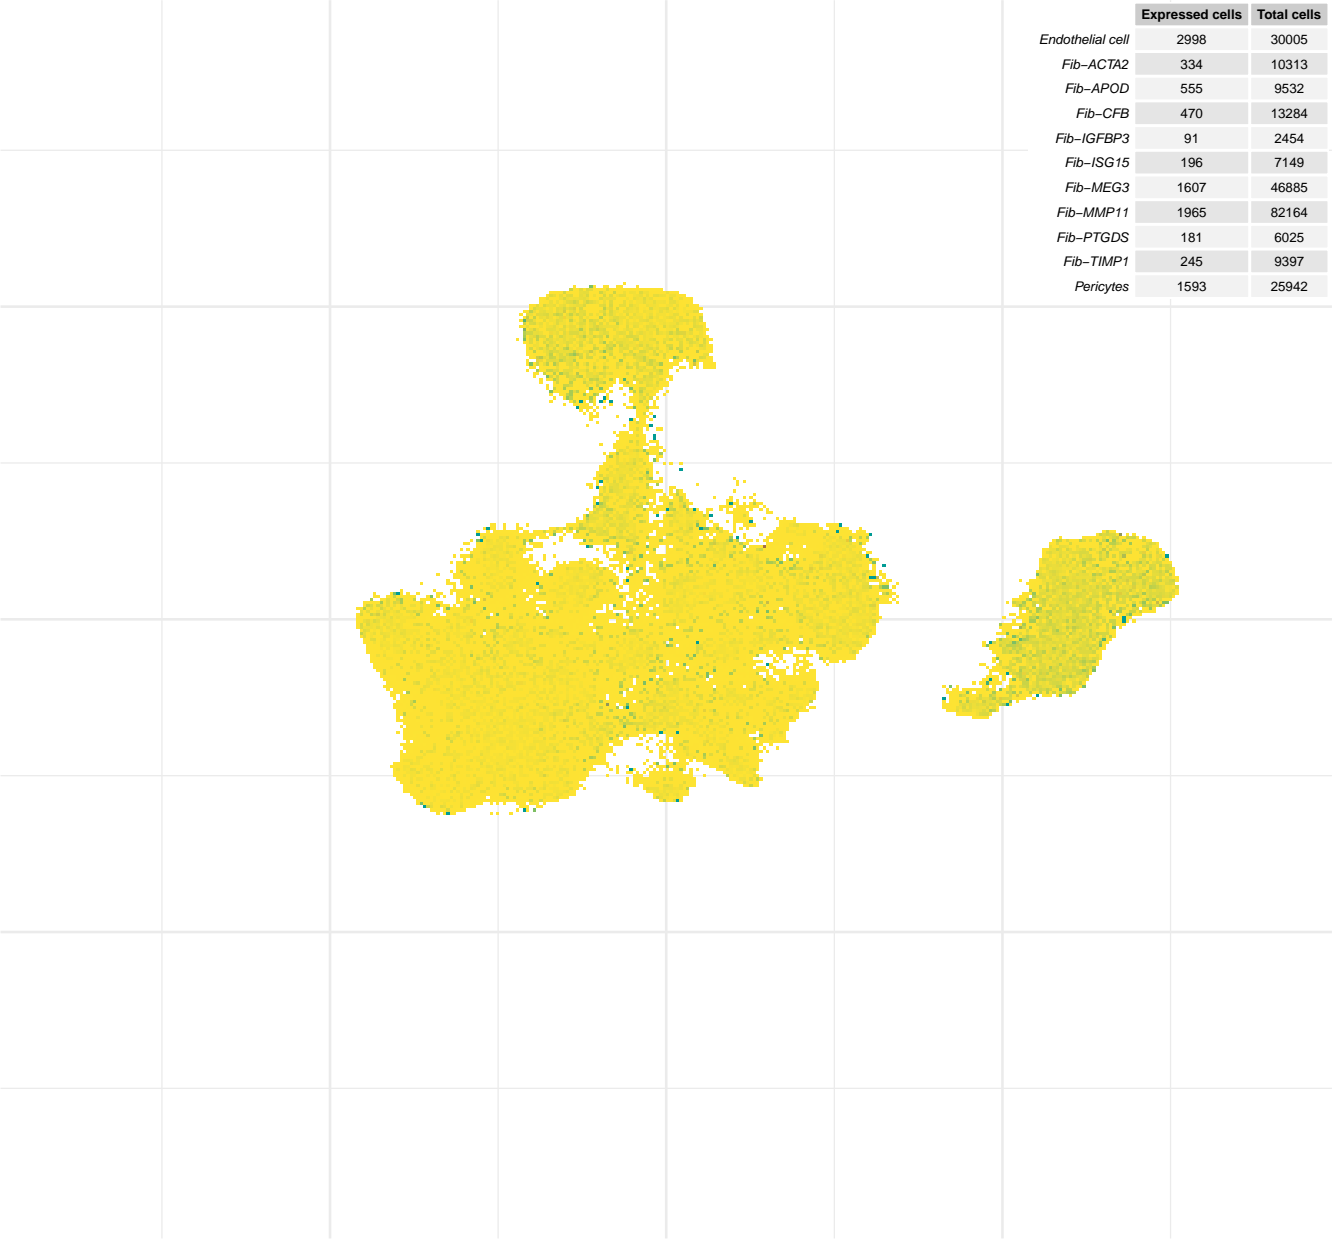 Expressed cells Total cells
Endothelial cell 2998 30005
Fib−ACTA2 334 10313
Fib−APOD 555 9532
Fib−CFB 470 13284
Fib−IGFBP3 91 2454
Fib−ISG15 196 7149
Fib−MEG3 1607 46885
Fib−MMP11 1965 82164
Fib−PTGDS 181 6025
Fib−TIMP1 245 9397
Pericytes 1593 25942